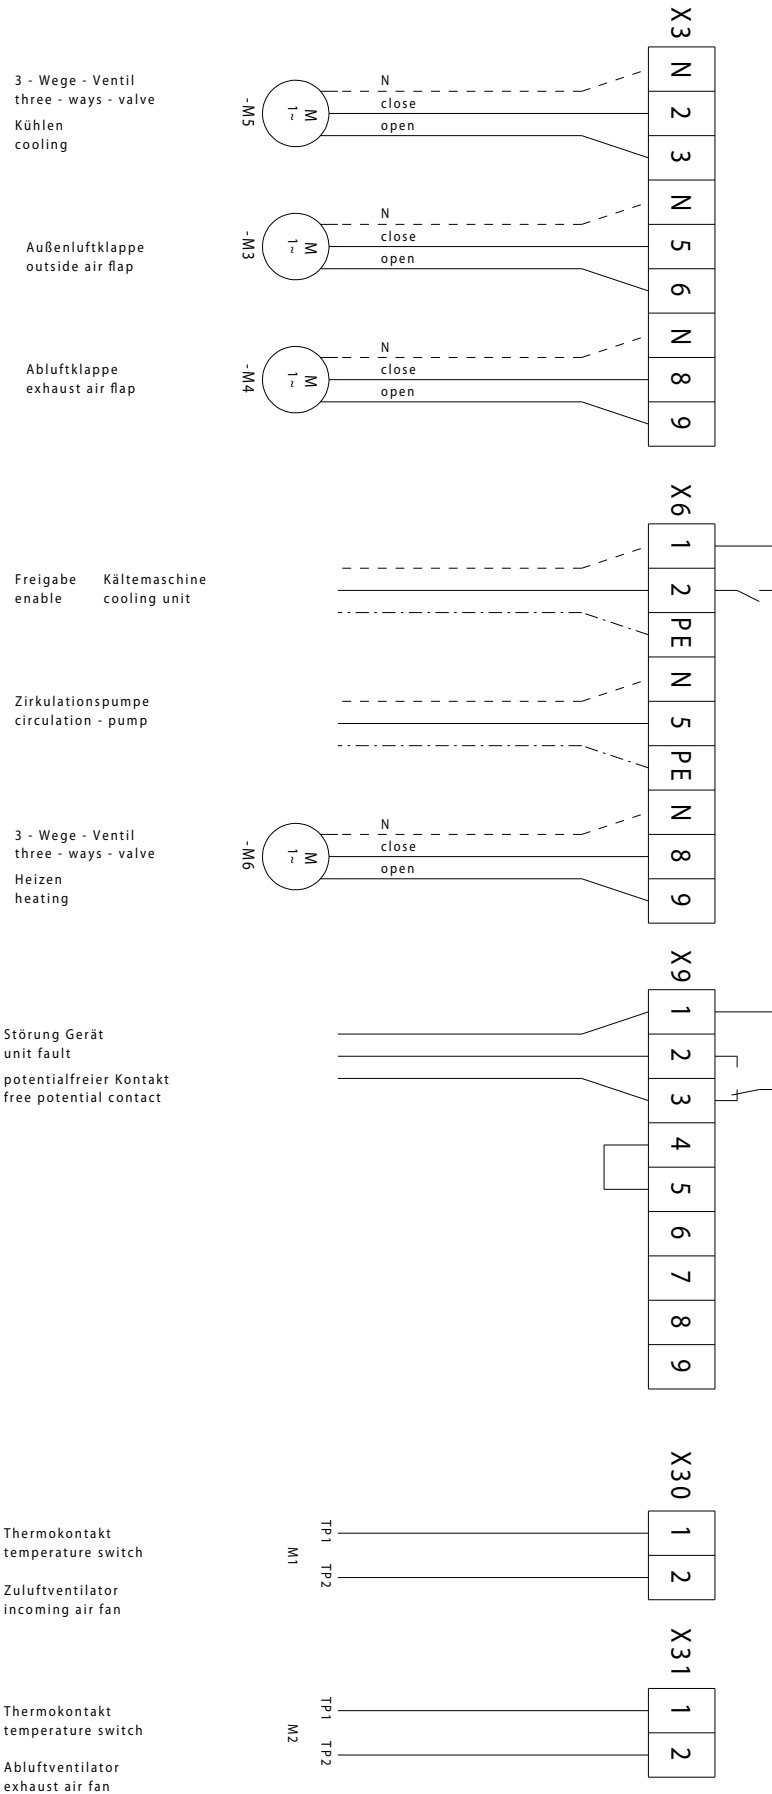 X3
3 - Wege - Ventil
three - ways - valve
Kühlen
cooling
-M5
M
1~
N
close
open
N
2
3
Außenluftklappe
outside air flap
-M3
M
1~
N
close
open
N
5
6
Abluftklappe
exhaust air flap
-M4
M
1~
N
close
open
N
8
9
X6
Freigabe Kältemaschine
enable cooling unit
1
2
PE
Zirkulationspumpe
circulation - pump
N
5
PE
3 - Wege - Ventil
three - ways - valve
Heizen
heating
-M6
M
1~
N
close
open
N
8
9
X9
Störung Gerät
unit fault
potentialfreier Kontakt
free potential contact
1
2
3
4
5
6
7
8
9
X30
Thermokontakt
temperature switch
Zuluftventilator
incoming air fan
M1
TP1
TP2
1
2
X31
Thermokontakt
temperature switch
Abluftventilator
exhaust air fan
M2
TP1
TP2
1
2